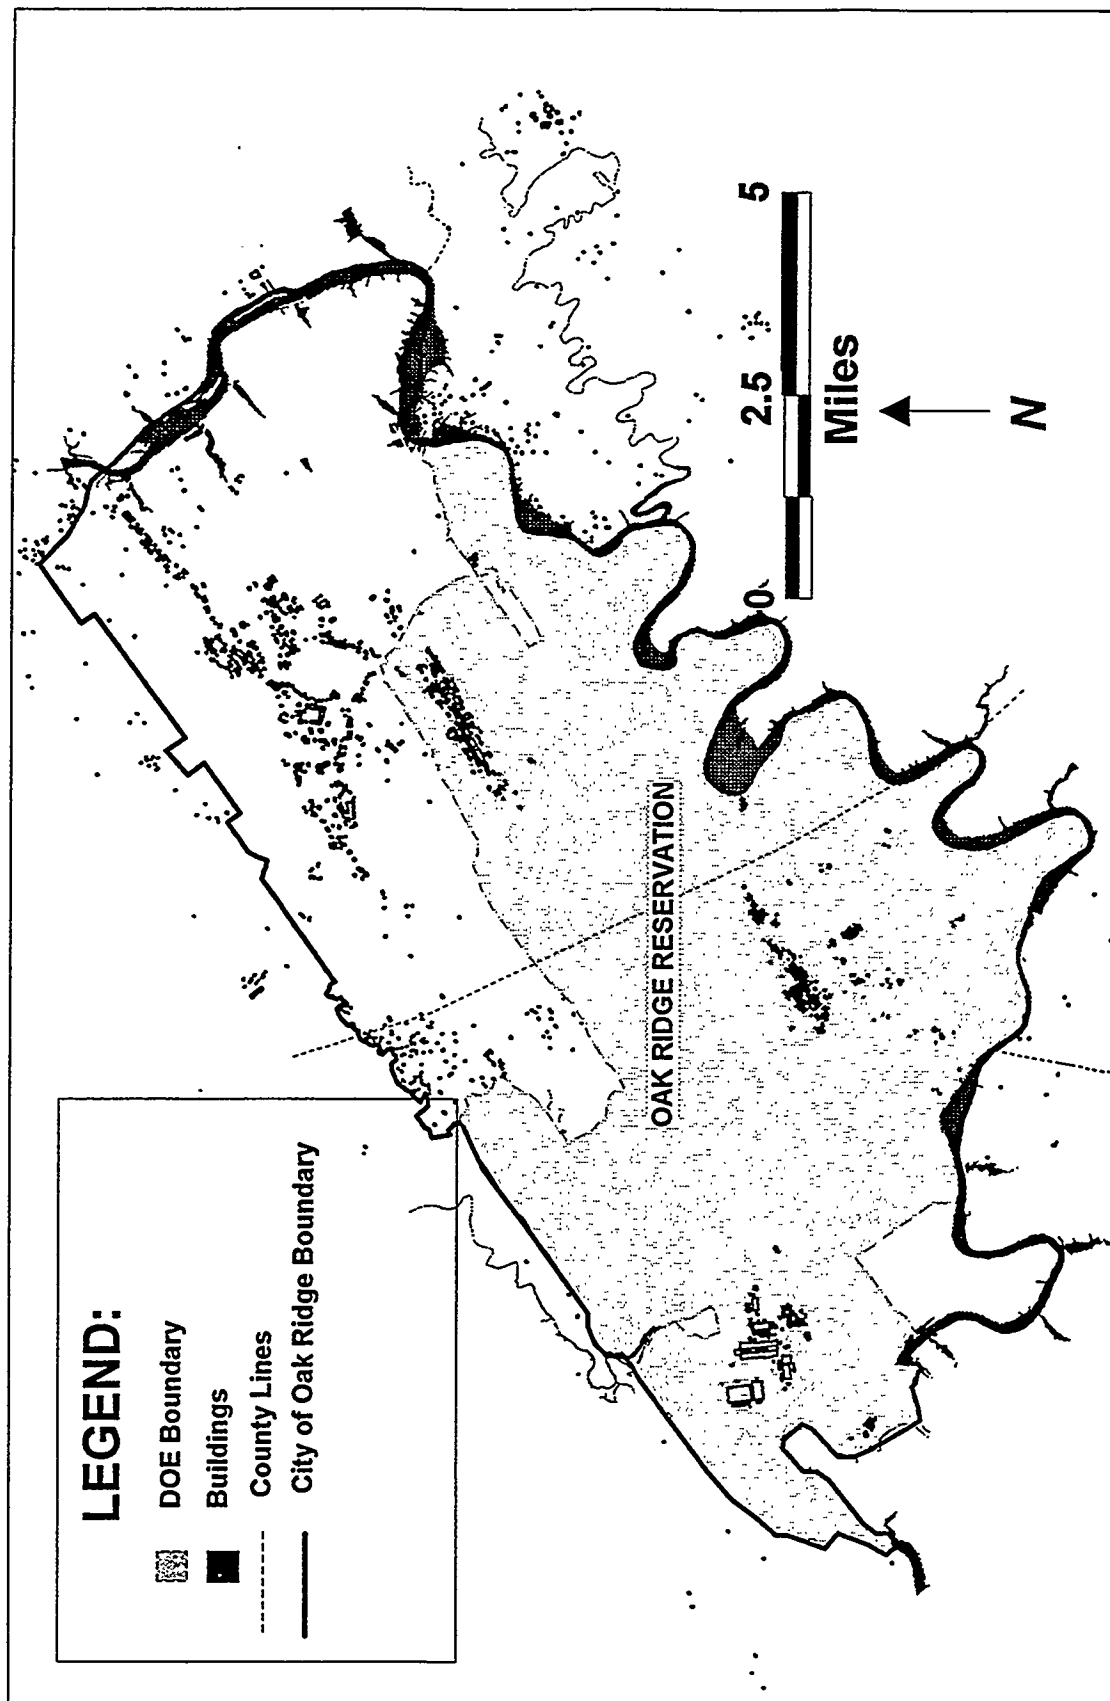 LEGEND:
DOE Boundary
Buildings
County Lines
City of Oak Ridge Boundary
OAK RIDGE RESERVATION
0 2.5 5
Miles
N